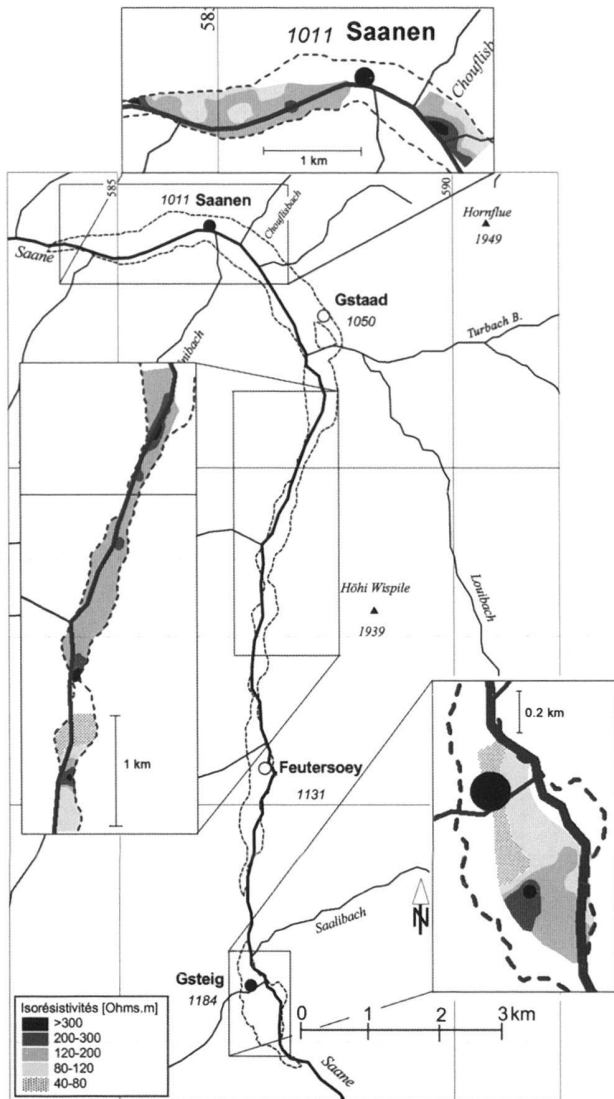 583
1011 Saanen
Chouflisb
Saane
1 km
585
590
1011 Saanen
Chouflisbach
Hornflue
1949
Saane
Gstaad
1050
Turbach B.
Höhi Wispile
1939
Louibach
0.2 km
1 km
Feutersoey
1131
Saalibach
N
Gsteig
1184
0 1 2 3 km
Saane
Isorésistivités [Ohms.m]
>300
200-300
120-200
80-120
40-80